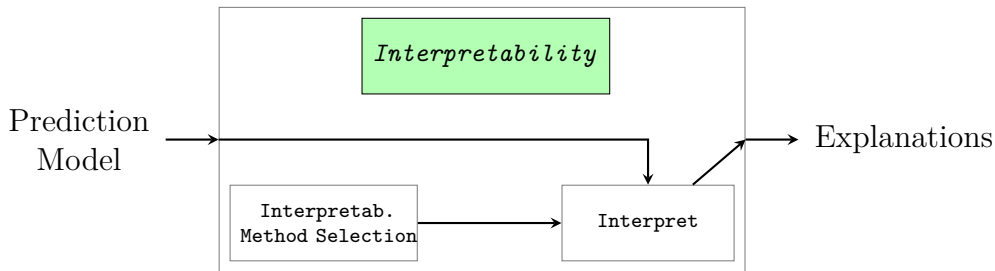 Interpretability
Prediction
Model
Explanations
Interpretab.
Method Selection
Interpret